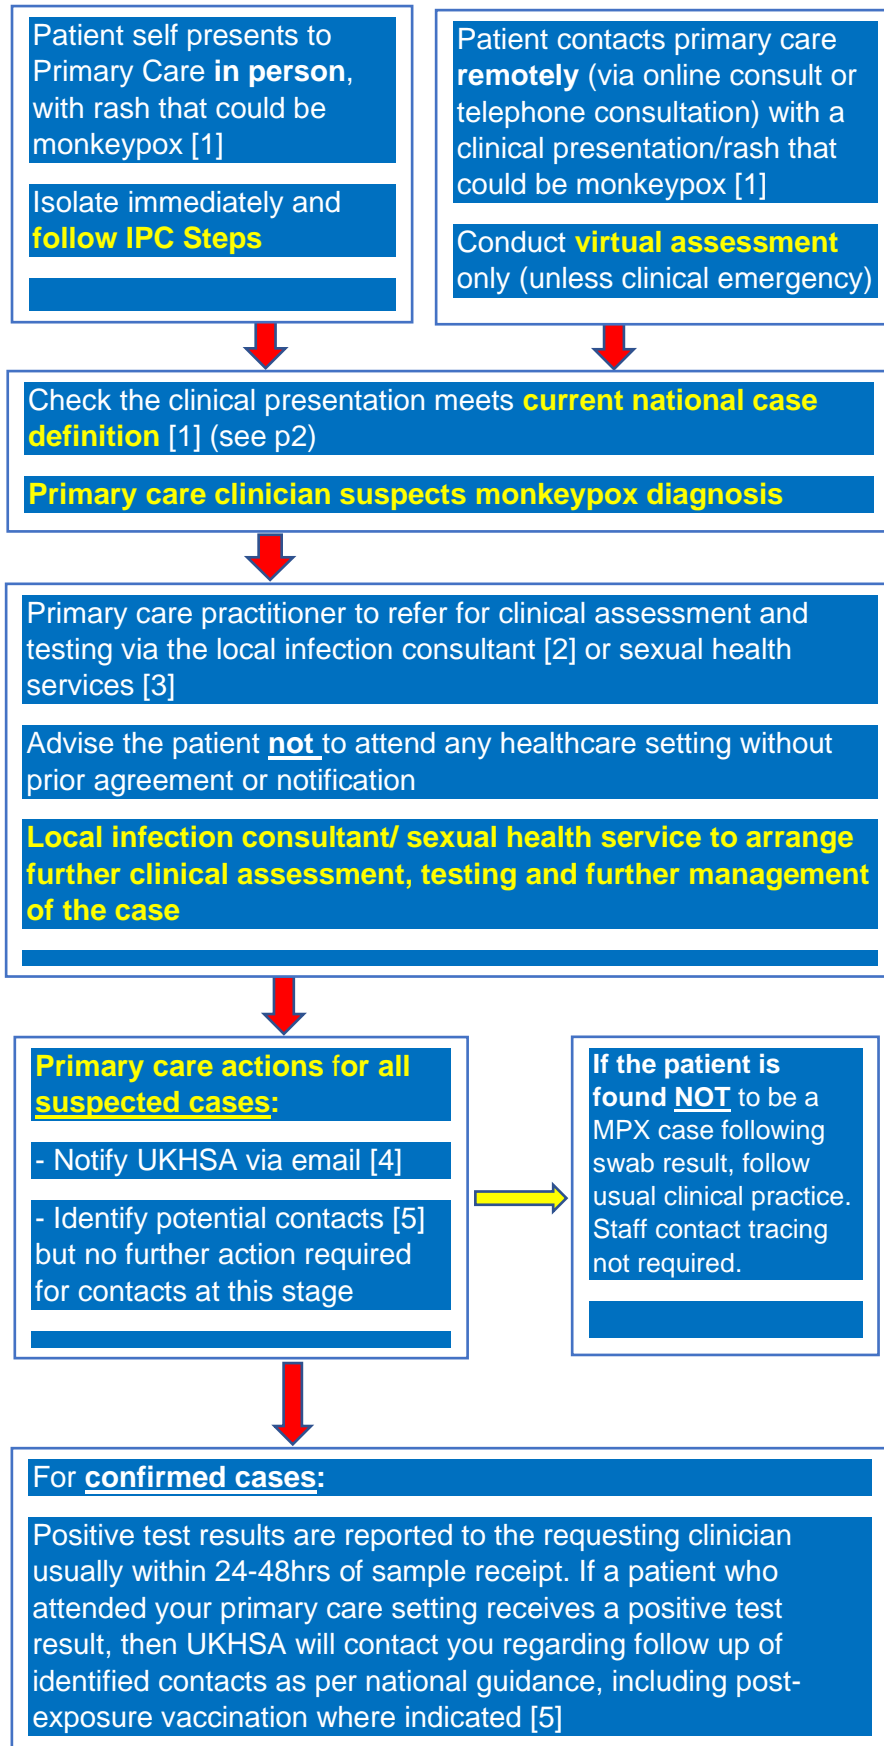 Patient self presents to
Primary Care in person,
with rash that could be
monkeypox [1]
Isolate immediately and
follow IPC Steps
Patient contacts primary care
remotely (via online consult or
telephone consultation) with a
clinical presentation/rash that
could be monkeypox [1]
Conduct virtual assessment
only (unless clinical emergency)
Check the clinical presentation meets current national case
definition [1] (see p2)
Primary care clinician suspects monkeypox diagnosis
Primary care practitioner to refer for clinical assessment and
testing via the local infection consultant [2] or sexual health
services [3]
Advise the patient not to attend any healthcare setting without
prior agreement or notification
Local infection consultant/ sexual health service to arrange
further clinical assessment, testing and further management
of the case
Primary care actions for all
suspected cases:
- Notify UKHSA via email [4]
- Identify potential contacts [5]
but no further action required
for contacts at this stage
If the patient is
found NOT to be a
MPX case following
swab result, follow
usual clinical practice.
Staff contact tracing
not required.
For confirmed cases:
Positive test results are reported to the requesting clinician
usually within 24-48hrs of sample receipt. If a patient who
attended your primary care setting receives a positive test
result, then UKHSA will contact you regarding follow up of
identified contacts as per national guidance, including post-
exposure vaccination where indicated [5]